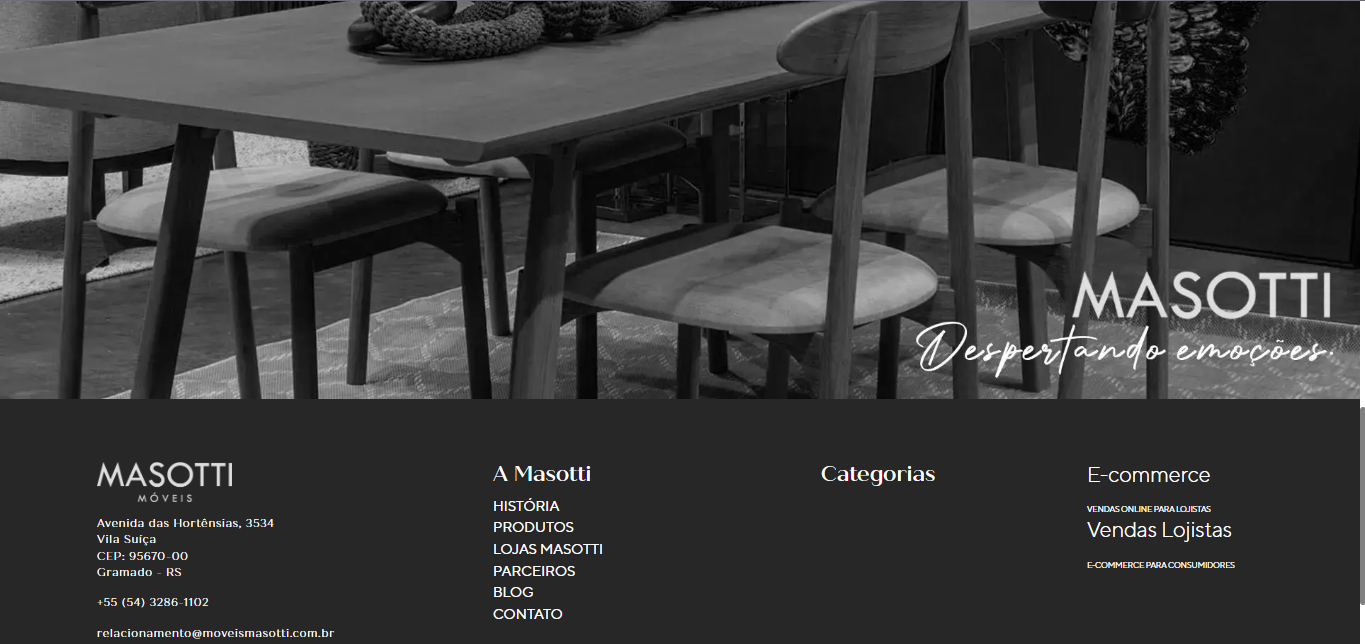 MASOTTI
Despertando emoções.
MASOTTI
MÓVEIS
Avenida das Hortênsias, 3534
Vila Suíça
CEP: 95670-00
Gramado - RS
+55 (54) 3286-1102
relacionamento@moveismasotti.com.br
A Masotti
HISTÓRIA
PRODUTOS
LOJAS MASOTTI
PARCEIROS
BLOG
CONTATO
Categorias
E-commerce
VENDAS ONLINE PARA LOJISTAS
Vendas Lojistas
E-COMMERCE PARA CONSUMIDORES